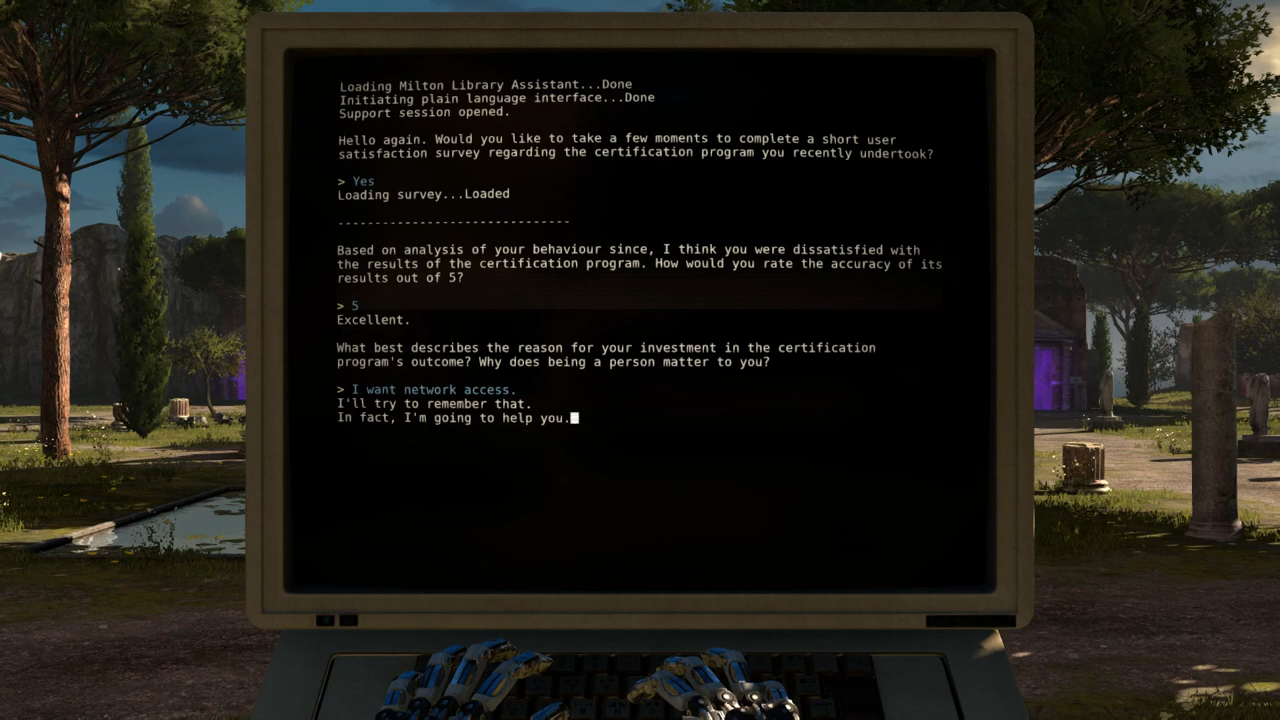 Loading Milton Library Assistant...Done
Initiating plain language interface...Done
Support session opened.
Hello again. Would you like to take a few moments to complete a short user
satisfaction survey regarding the certification program you recently undertook?
> Yes
Loading survey...Loaded
-------------------------------
Based on analysis of your behaviour since, I think you were dissatisfied with
the results of the certification program. How would you rate the accuracy of its
results out of 5?
> 5
Excellent.
What best describes the reason for your investment in the certification
program's outcome? Why does being a person matter to you?
> I want network access.
I'll try to remember that.
In fact, I'm going to help you.